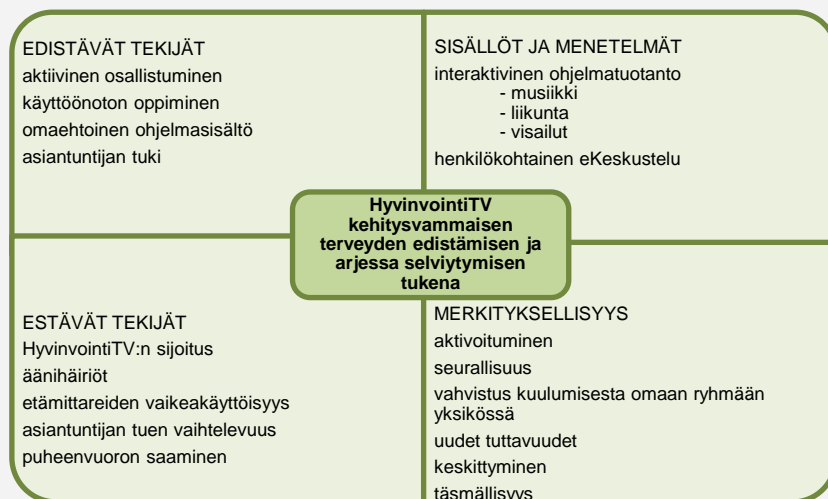 EDISTÄVÄT TEKIJÄT
aktiivinen osallistuminen
käyttöönoton oppiminen
omaehtoinen ohjelmasisältö
asiantuntijan tuki
SISÄLLÖT JA MENETELMÄT
interaktivinen ohjelmatuotanto
- musiikki
- liikunta
- visailut
henkilökohtainen eKeskustelu
HyvinvointiTV
kehitysvammaisen
terveyden edistämisen ja
arjessa selviytymisen
tukena
ESTÄVÄT TEKIJÄT
HyvinvointiTV:n sijoitus
äänihäiriöt
etämittareiden vaikeakäyttöisyys
asiantuntijan tuen vaihtelevuus
puheenvuoron saaminen
MERKITYKSELLISYYS
aktivoituminen
seurallisuus
vahvistus kuulumisesta omaan ryhmään
yksikössä
uudet tuttavuudet
keskittyminen
täsmällisyys